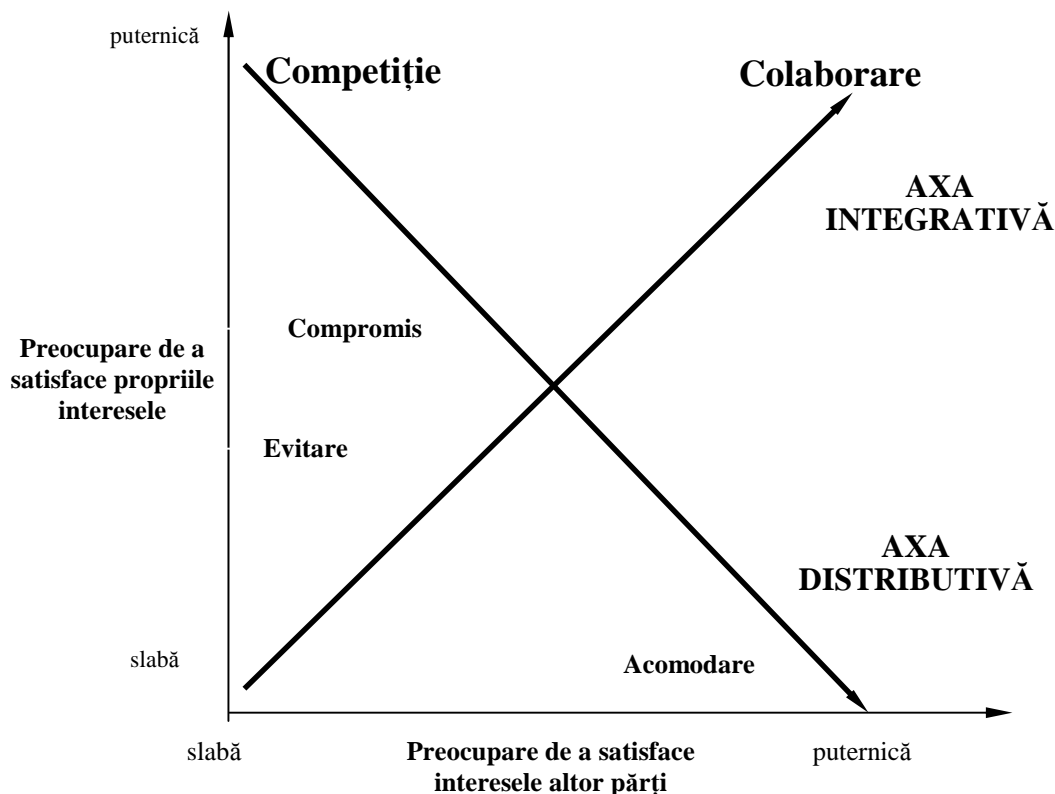 puternică
Competiție
Colaborare
AXA
INTEGRATIVĂ
Compromis
Preocupare de a
satisface propriile
interesele
Evitare
AXA
DISTRIBUTIVĂ
slabă
Acomodare
slabă
Preocupare de a satisface
interesele altor părți
puternică